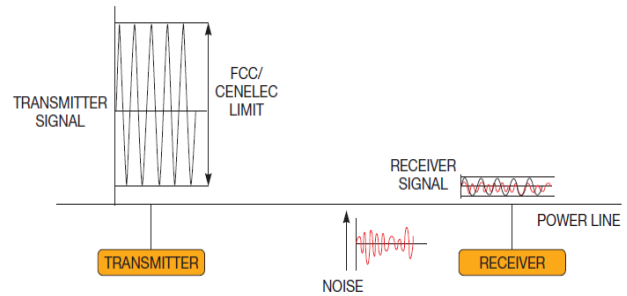 FCC/
CENELEC
LIMIT
TRANSMITTER
SIGNAL
RECEIVER
SIGNAL
POWER LINE
TRANSMITTER
NOISE
RECEIVER